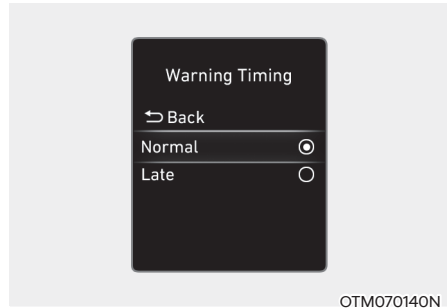 Warning Timing
⮌ Back
Normal
Late
OTM070140N